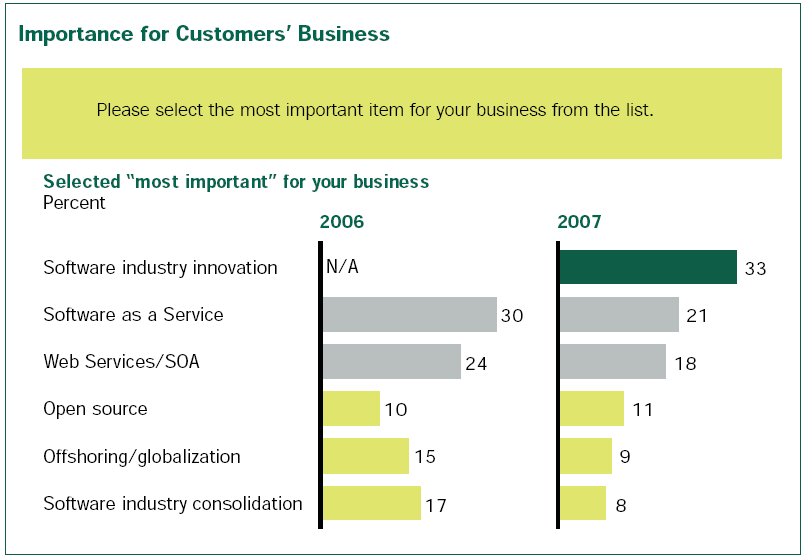 Importance for Customers’ Business
Please select the most important item for your business from the list.
Selected “most important” for your business
Percent
2006 2007
Software industry innovation N/A 33
Software as a Service 30 21
Web Services/SOA 24 18
Open source 10 11
Offshoring/globalization 15 9
Software industry consolidation 17 8